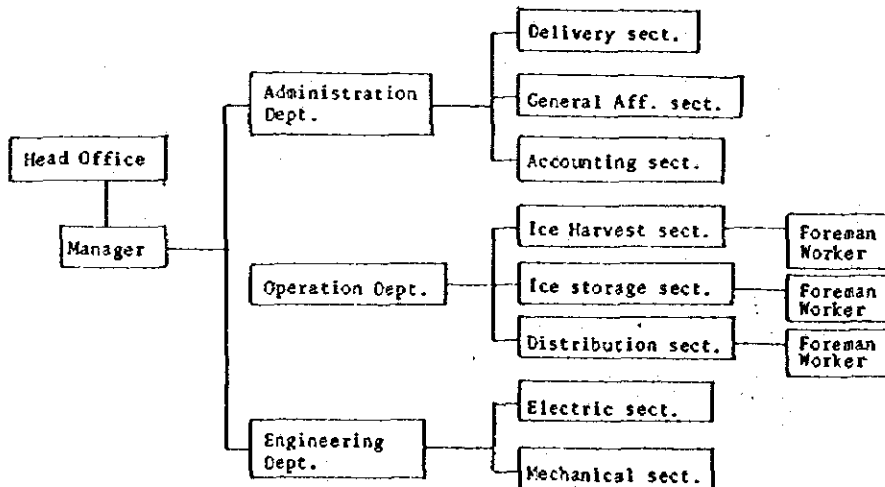 Head Office
Manager
Administration
Dept.
Delivery sect.
General Aff. sect.
Accounting sect.
Operation Dept.
Ice Harvest sect.
Foreman
Worker
Ice storage sect.
Foreman
Worker
Distribution sect.
Foreman
Worker
Engineering
Dept.
Electric sect.
Mechanical sect.